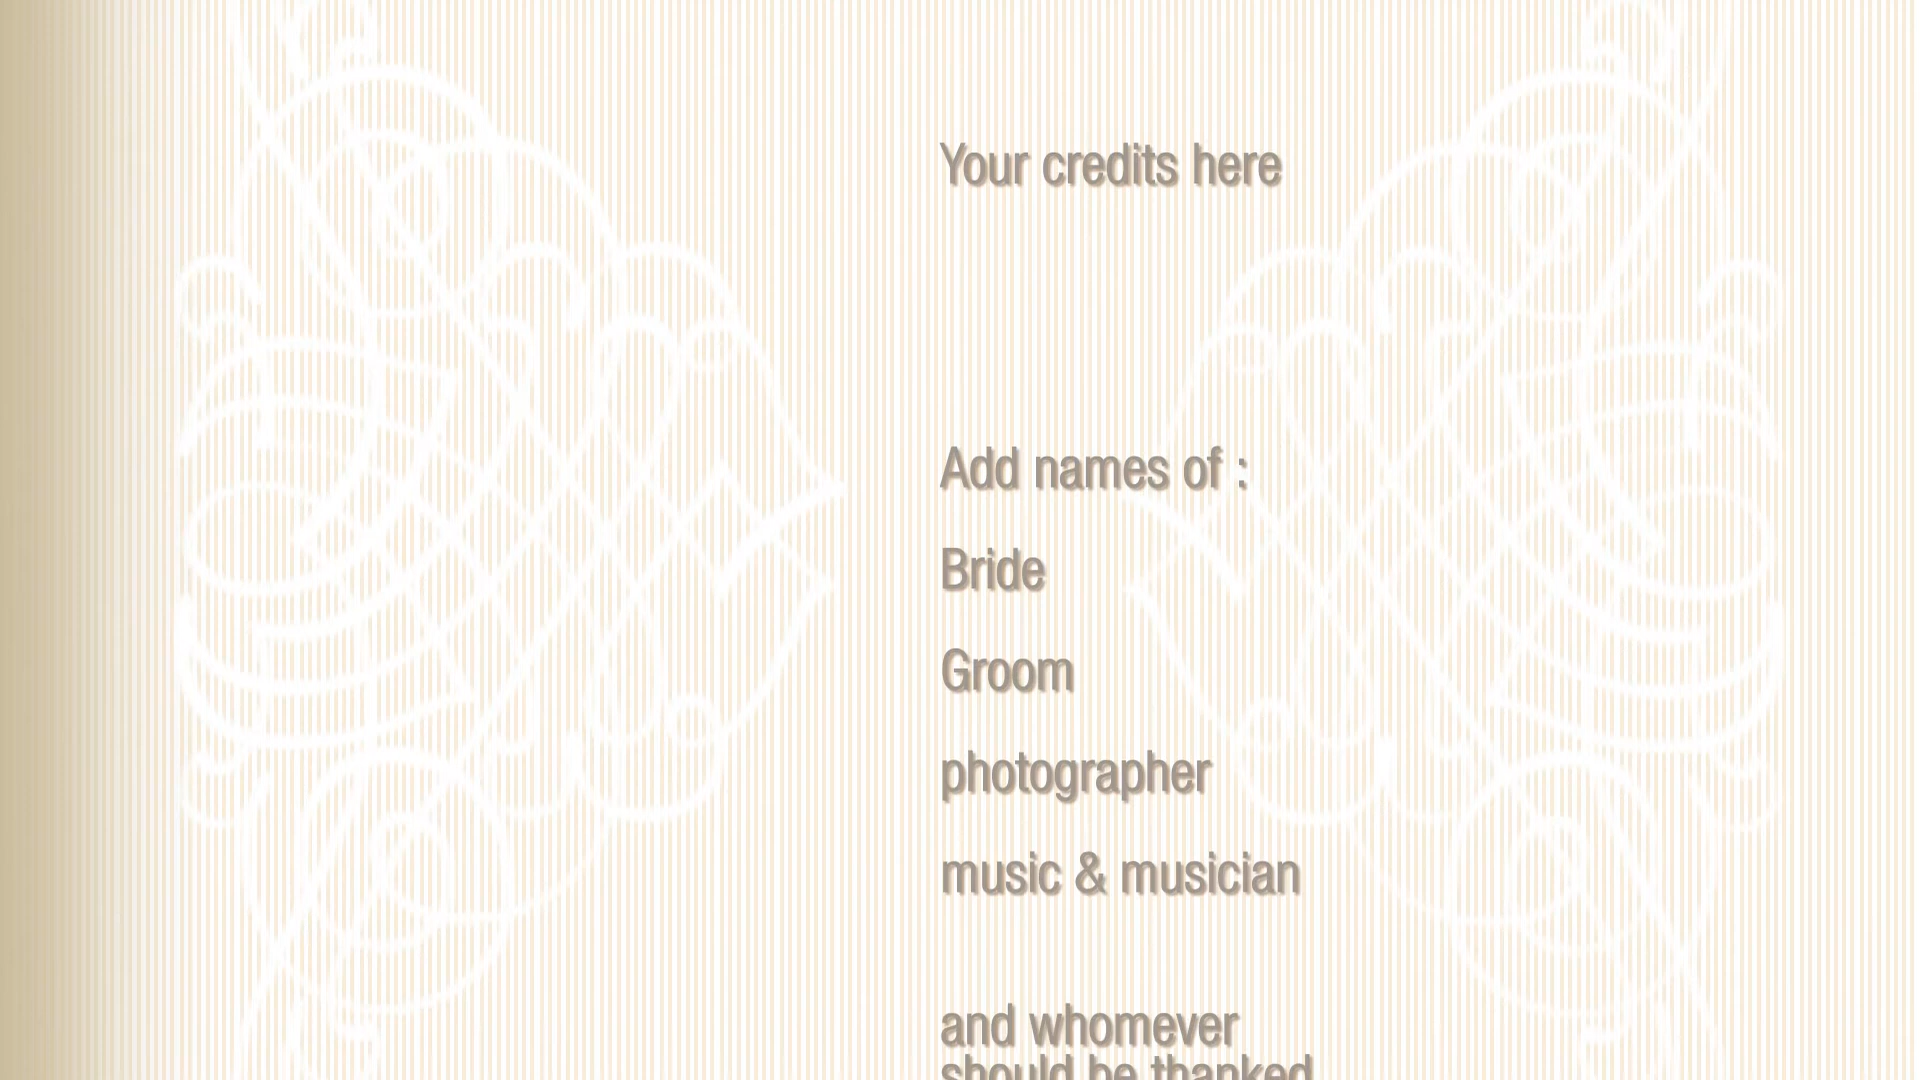 Your credits here
Add names of :
Bride
Groom
photographer
music & musician
and whomever
should be thanked